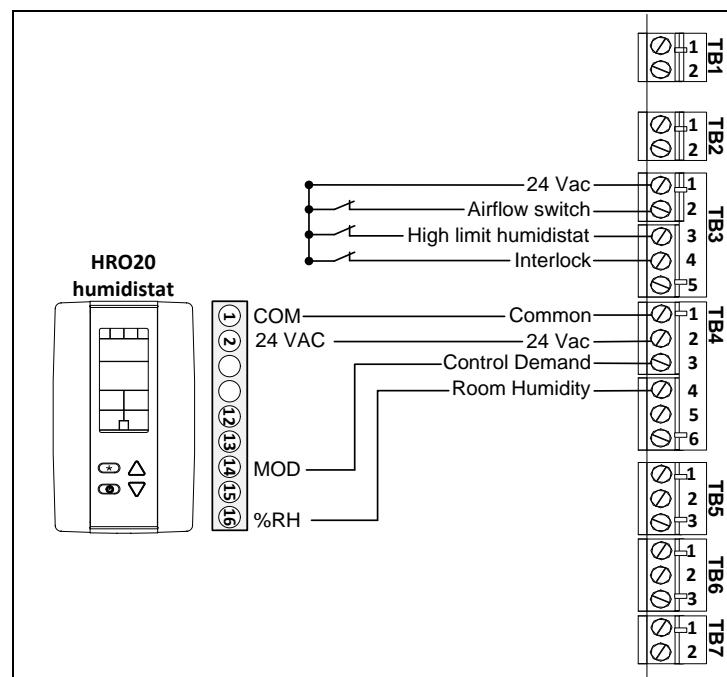 1
2
TB1
1
2
TB2
24 Vac
1
Airflow switch
2
High limit humidistat
3
Interlock
4
5
TB3
HRO20
humidistat
1
COM
Common
1
2
24 VAC
24 Vac
2
Control Demand
3
Room Humidity
4
12
5
13
6
TB4
14
MOD
15
16
%RH
1
2
3
TB5
1
2
3
TB6
1
2
TB7